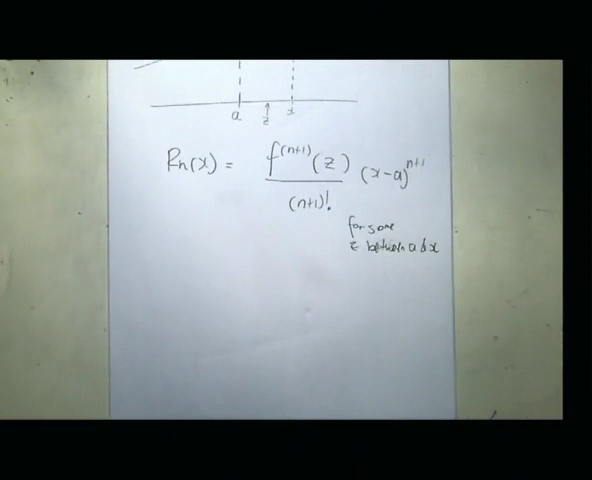 a z x
Rn(x) = f^(n+1)(z) / (n+1)! (x-a)^n+1
for some
z between a & x